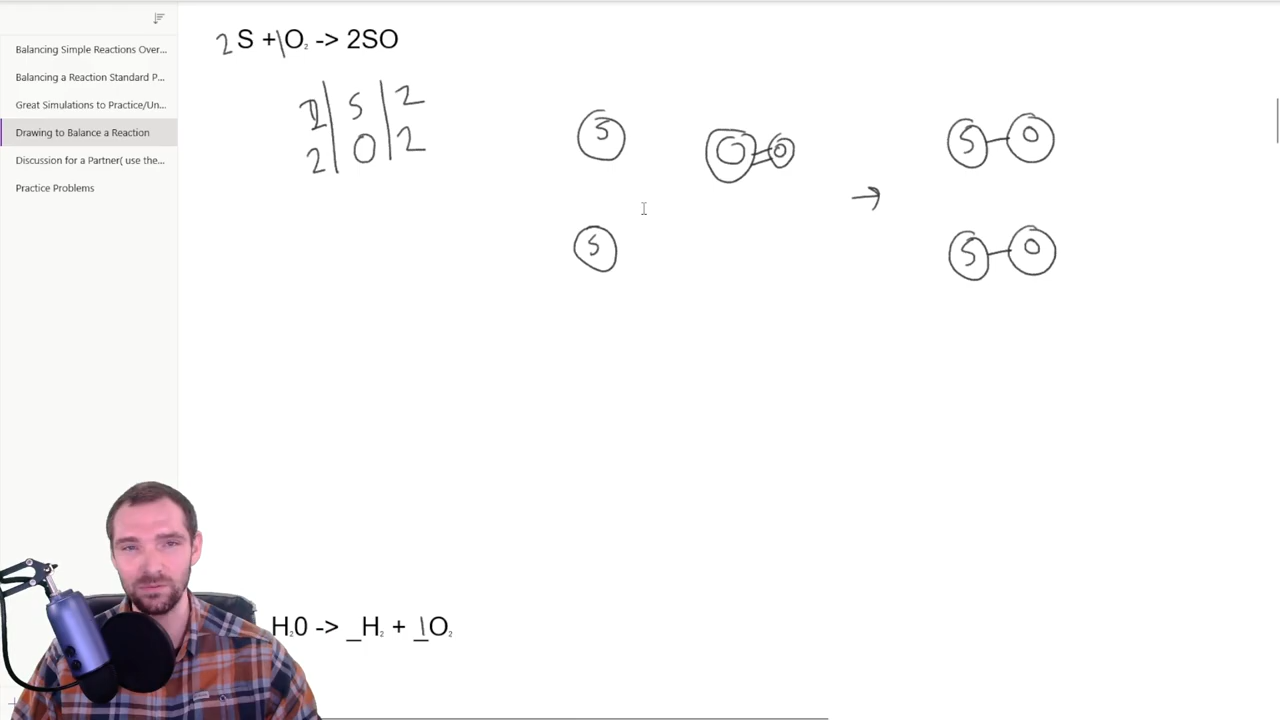 Balancing Simple Reactions Over...
Balancing a Reaction Standard P...
Great Simulations to Practice/Un...
Drawing to Balance a Reaction
Discussion for a Partner( use the...
Practice Problems
2S +1O₂ -> 2SO
2 | S | 2
2 | O | 2
S
O=O
→
S-O
S
S-O
H₂0 -> _H₂ + 1O₂